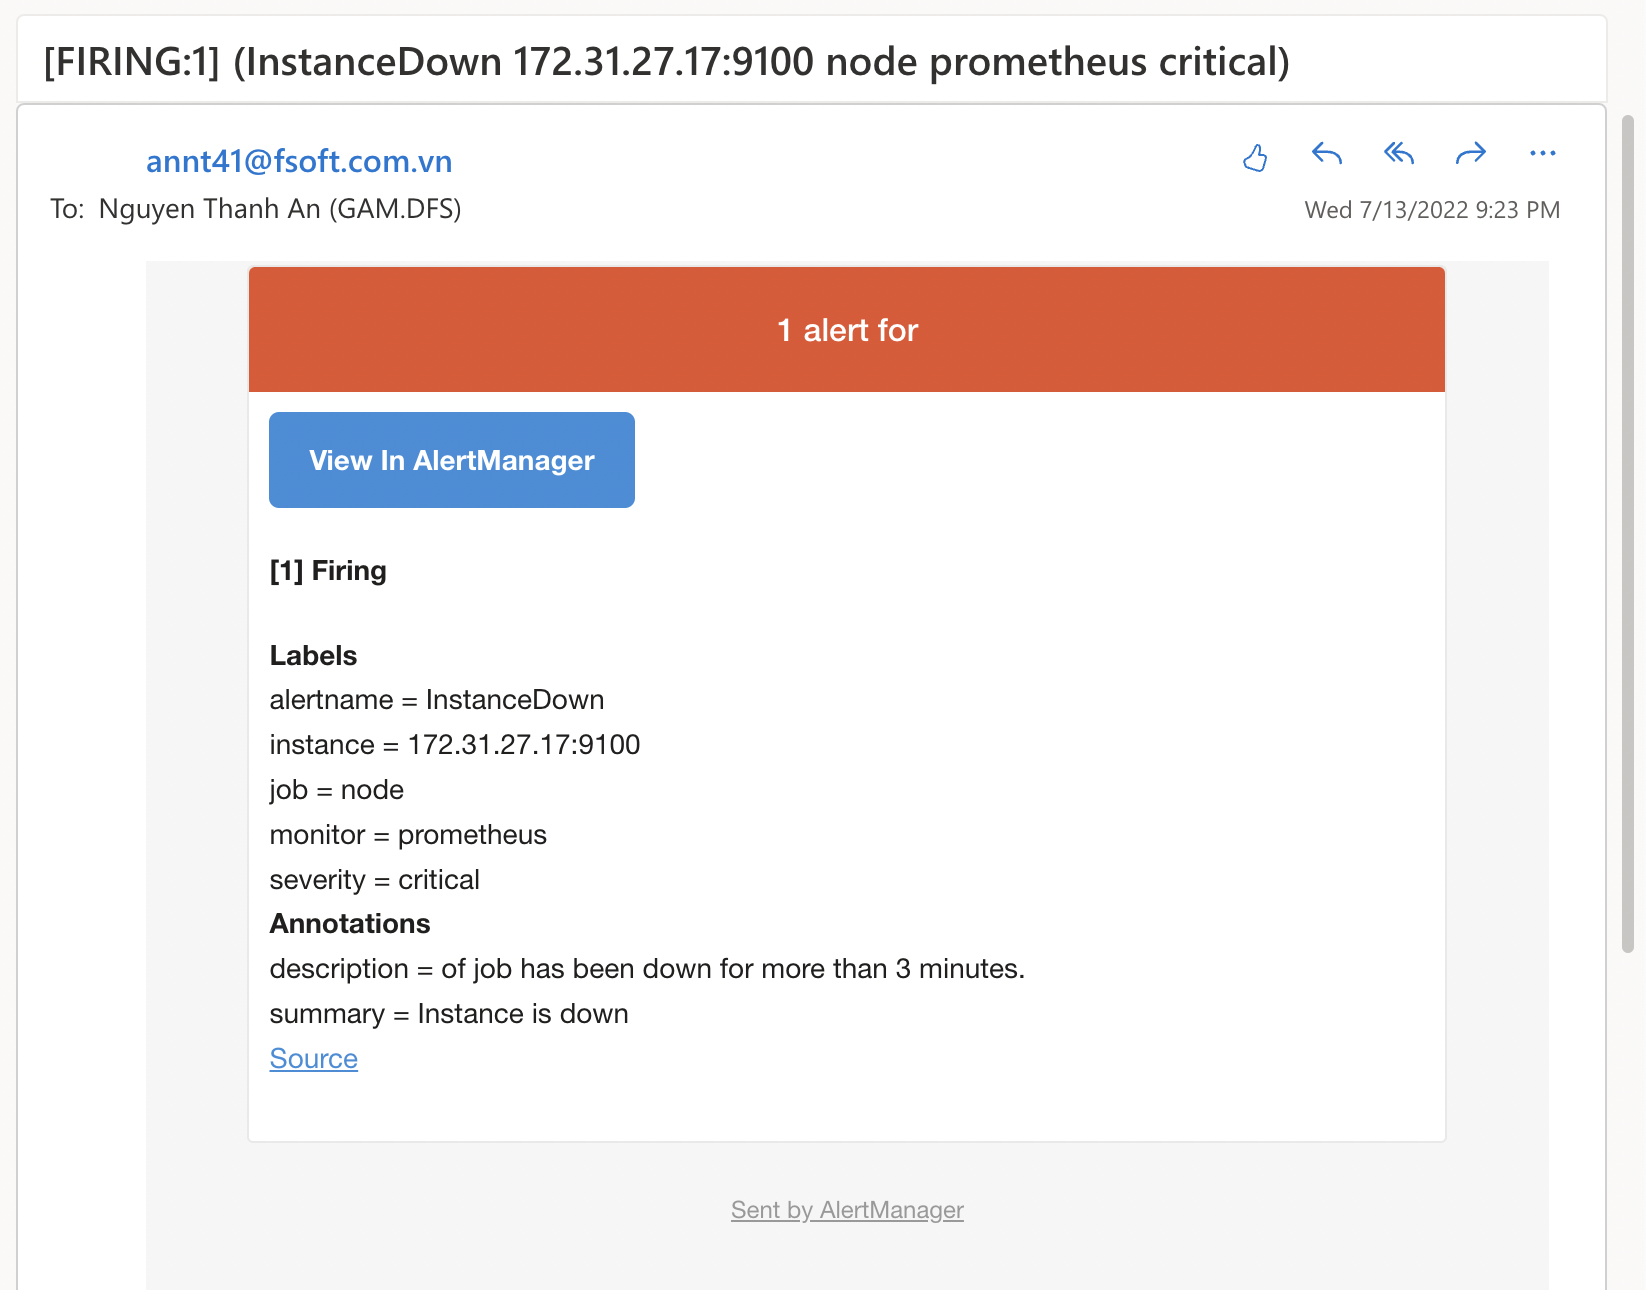 [FIRING:1] (InstanceDown 172.31.27.17:9100 node prometheus critical)
annt41@fsoft.com.vn
To: Nguyen Thanh An (GAM.DFS)
Wed 7/13/2022 9:23 PM
1 alert for
View In AlertManager
[1] Firing
Labels
alertname = InstanceDown
instance = 172.31.27.17:9100
job = node
monitor = prometheus
severity = critical
Annotations
description = of job has been down for more than 3 minutes.
summary = Instance is down
Source
Sent by AlertManager